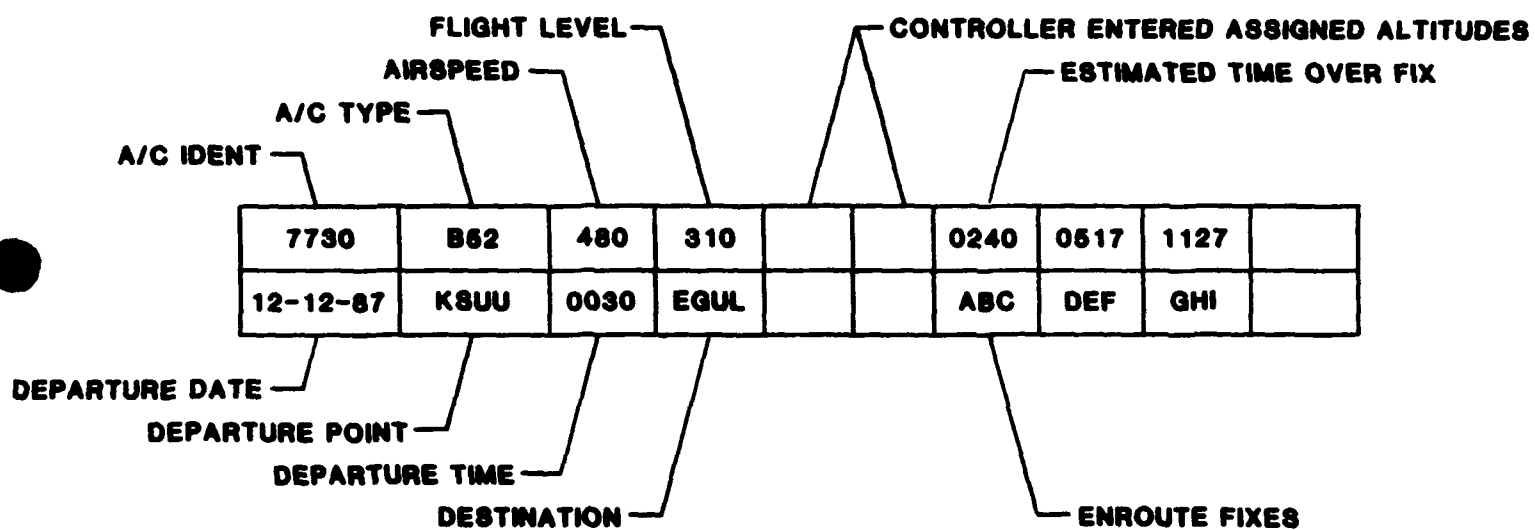 FLIGHT LEVEL CONTROLLER ENTERED ASSIGNED ALTITUDES
AIRSPEED ESTIMATED TIME OVER FIX
A/C TYPE
A/C IDENT
7730 B52 480 310 0240 0517 1127
12-12-87 KSUU 0030 EGUL ABC DEF GHI
DEPARTURE DATE
DEPARTURE POINT
DEPARTURE TIME
DESTINATION ENROUTE FIXES